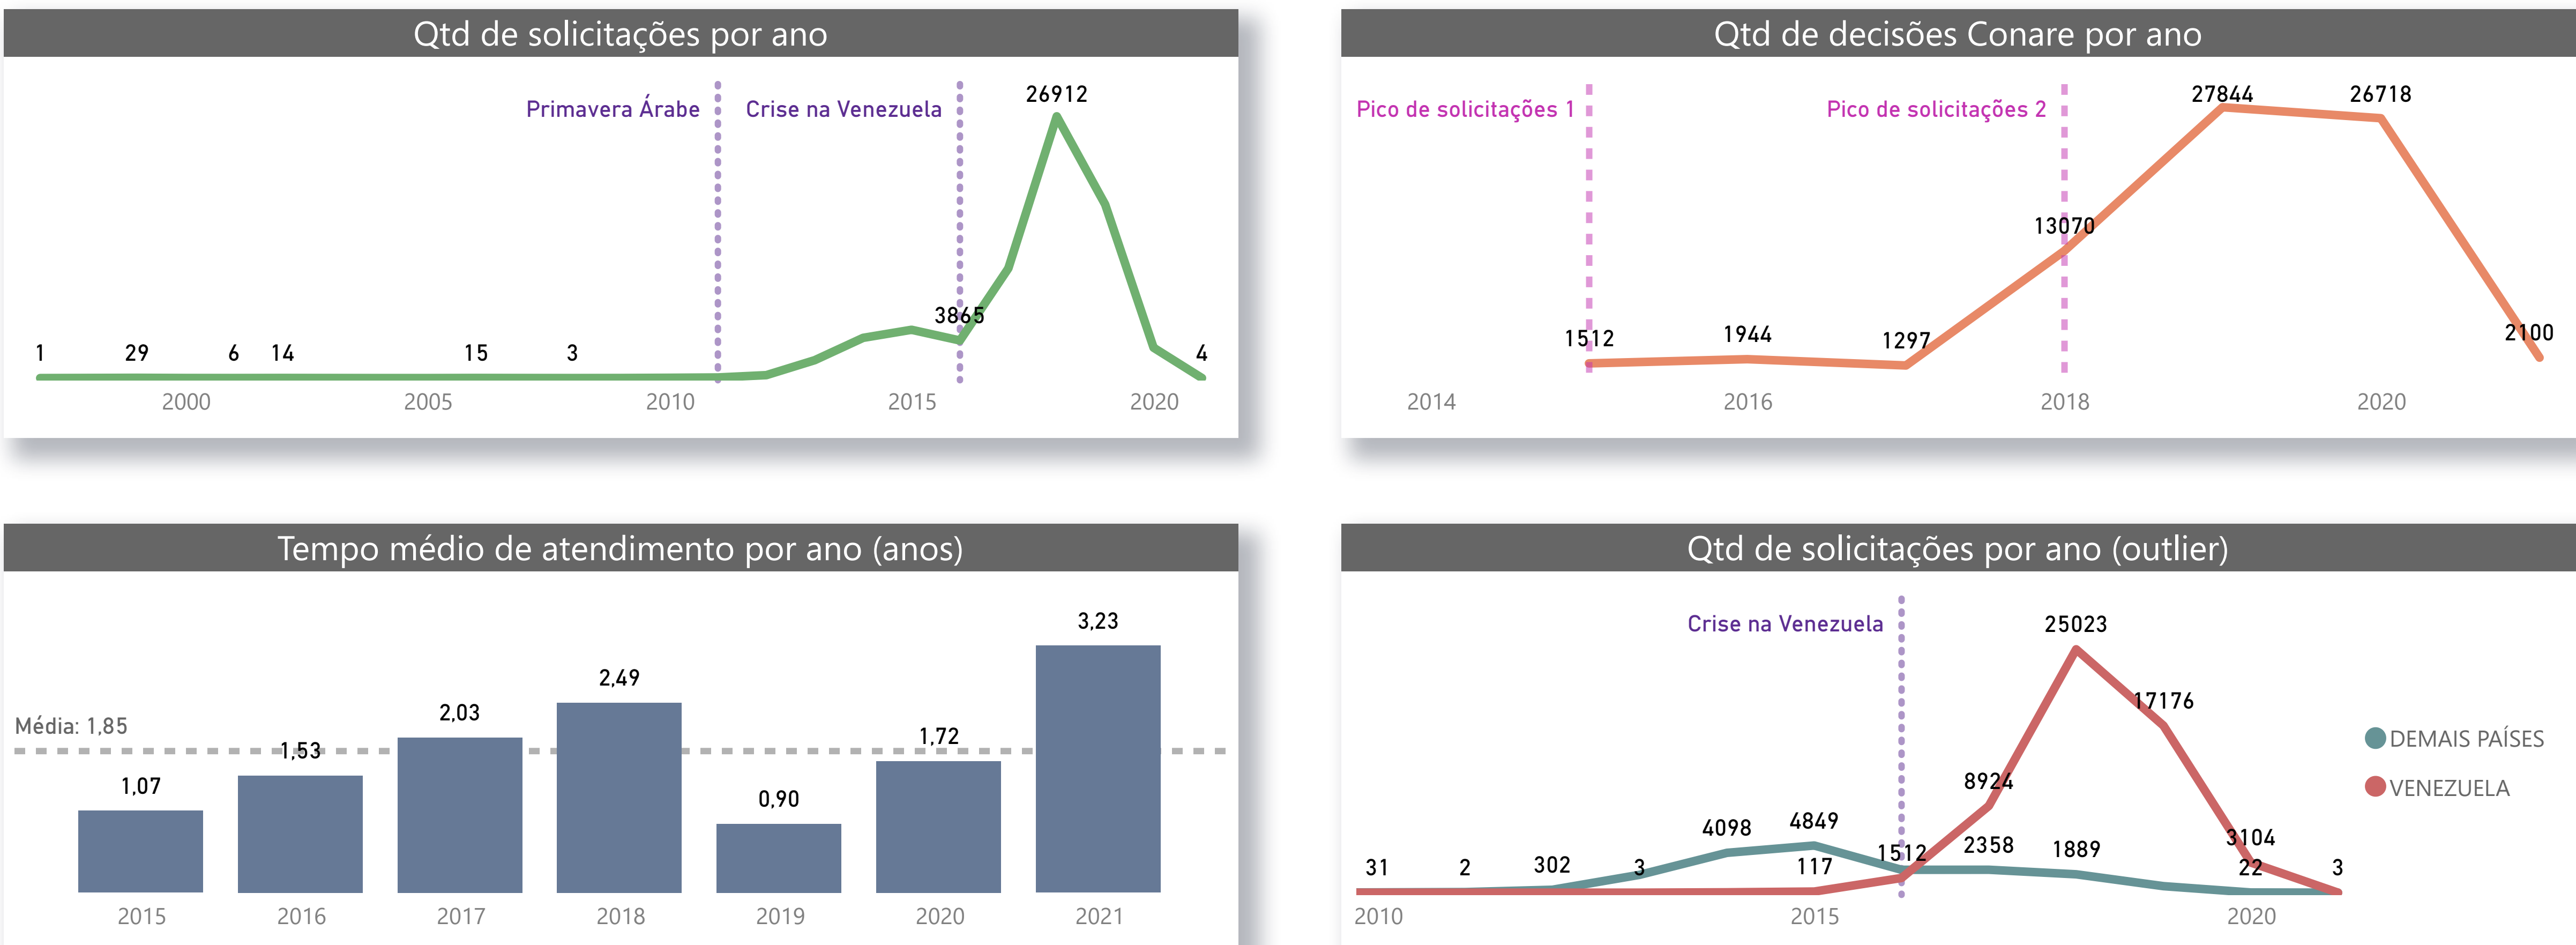 Qtd de solicitações por ano
Primavera Árabe
Crise na Venezuela
26912
3865
1 29 6 14 15 3 4
2000 2005 2010 2015 2020
Qtd de decisões Conare por ano
Pico de solicitações 1
Pico de solicitações 2
27844 26718
13070
1512 1944 1297 2100
2014 2016 2018 2020
Tempo médio de atendimento por ano (anos)
3,23
2,49
2,03
Média: 1,85
1,53
1,72
1,07
0,90
2015 2016 2017 2018 2019 2020 2021
Qtd de solicitações por ano (outlier)
Crise na Venezuela
25023
17176
DEMAIS PAÍSES
8924
VENEZUELA
4098 4849
1512 2358 1889 3104
31 2 302 3 117 22 3
2010 2015 2020